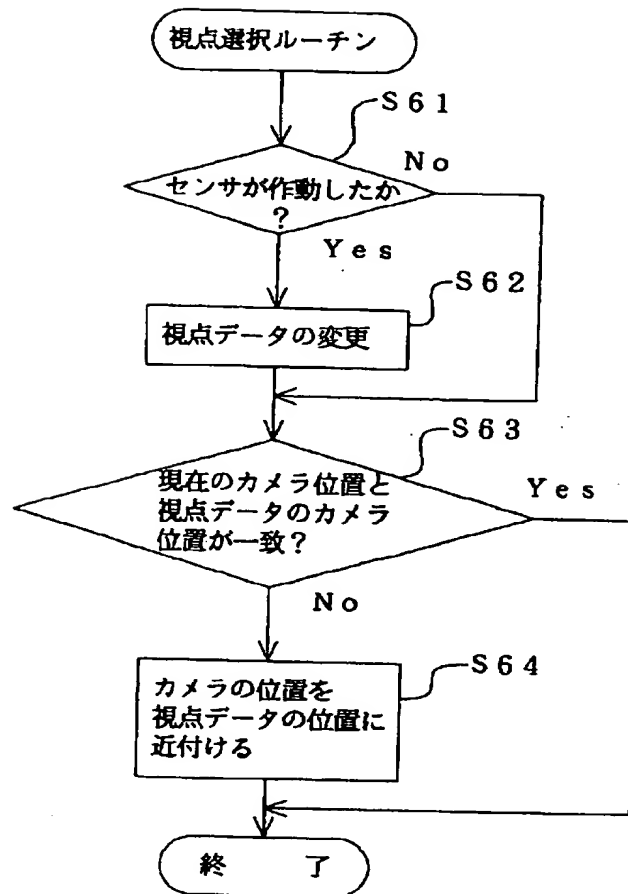 視点選択ルーチン
S61
No
センサが作動したか
?
Yes
S62
視点データの変更
S63
現在のカメラ位置と
視点データのカメラ
位置が一致?
Yes
No
S64
カメラの位置を
視点データの位置に
近付ける
終 了